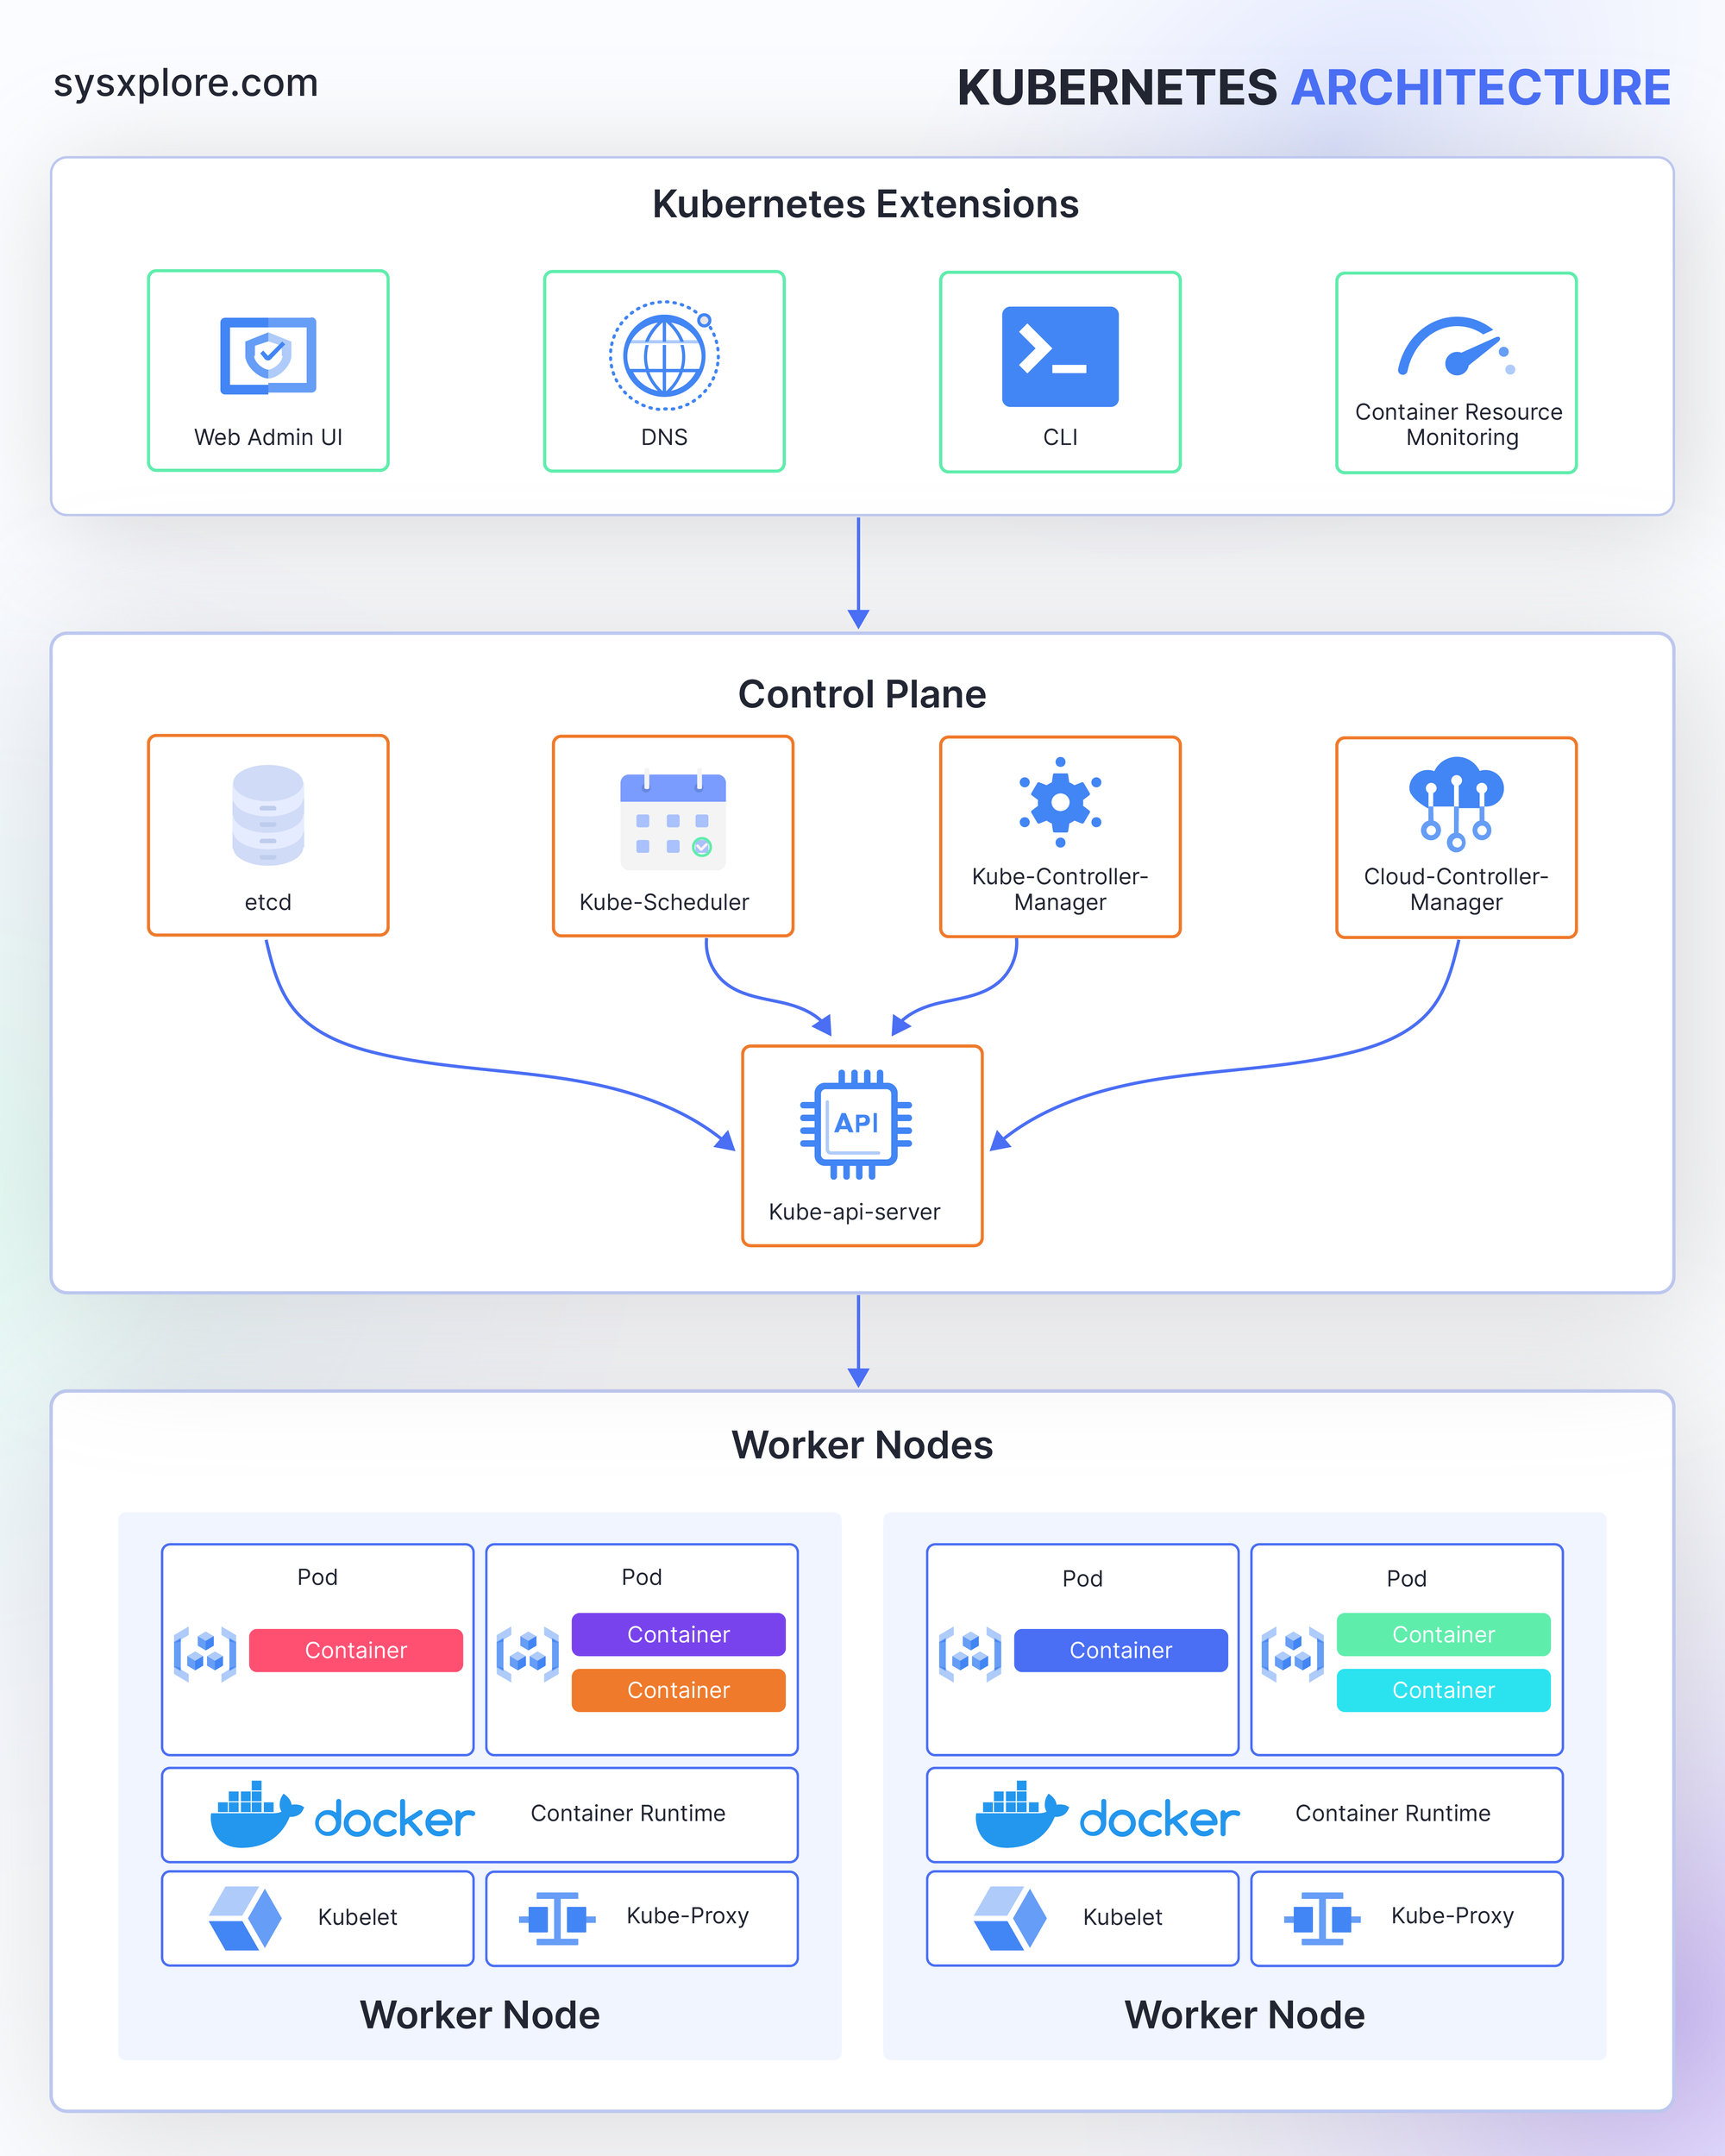 sysxplore.com
KUBERNETES ARCHITECTURE
Kubernetes Extensions
Web Admin UI
DNS
CLI
Container Resource
Monitoring
Control Plane
etcd
Kube-Scheduler
Kube-Controller-
Manager
Cloud-Controller-
Manager
API
Kube-api-server
Worker Nodes
Pod
Container
Pod
Container
Container
docker
Container Runtime
Kubelet
Kube-Proxy
Worker Node
Pod
Container
Pod
Container
Container
docker
Container Runtime
Kubelet
Kube-Proxy
Worker Node